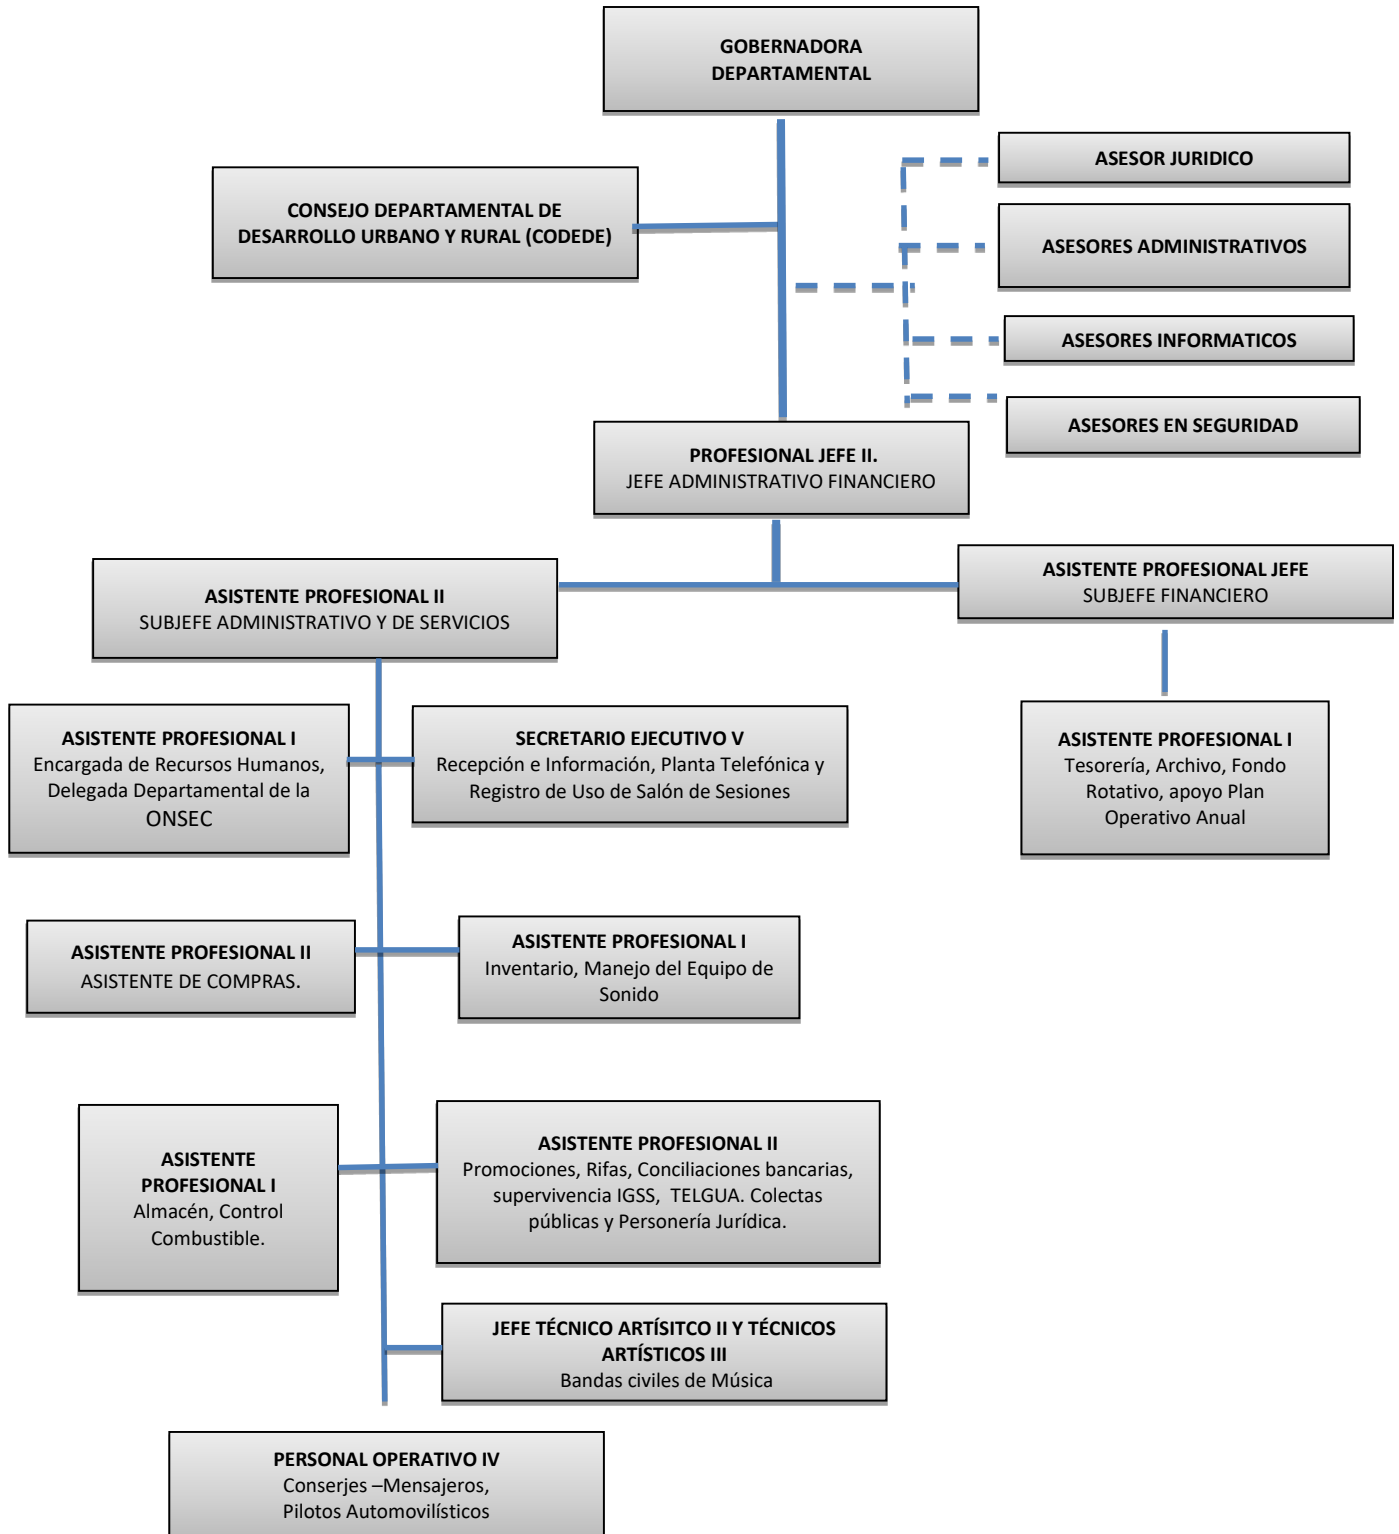 GOBERNADORA
DEPARTAMENTAL
ASESOR JURIDICO
CONSEJO DEPARTAMENTAL DE
DESARROLLO URBANO Y RURAL (CODEDE)
ASESORES ADMINISTRATIVOS
ASESORES INFORMATICOS
ASESORES EN SEGURIDAD
PROFESIONAL JEFE II.
JEFE ADMINISTRATIVO FINANCIERO
ASISTENTE PROFESIONAL II
SUBJEFE ADMINISTRATIVO Y DE SERVICIOS
ASISTENTE PROFESIONAL JEFE
SUBJEFE FINANCIERO
ASISTENTE PROFESIONAL I
Encargada de Recursos Humanos,
Delegada Departamental de la
ONSEC
SECRETARIO EJECUTIVO V
Recepción e Información, Planta Telefónica y
Registro de Uso de Salón de Sesiones
ASISTENTE PROFESIONAL I
Tesorería, Archivo, Fondo
Rotativo, apoyo Plan
Operativo Anual
ASISTENTE PROFESIONAL II
ASISTENTE DE COMPRAS.
ASISTENTE PROFESIONAL I
Inventario, Manejo del Equipo de
Sonido
ASISTENTE
PROFESIONAL I
Almacén, Control
Combustible.
ASISTENTE PROFESIONAL II
Promociones, Rifas, Conciliaciones bancarias,
supervivencia IGSS, TELGUA. Colectas
públicas y Personería Jurídica.
JEFE TÉCNICO ARTÍSITCO II Y TÉCNICOS
ARTÍSTICOS III
Bandas civiles de Música
PERSONAL OPERATIVO IV
Conserjes –Mensajeros,
Pilotos Automovilísticos